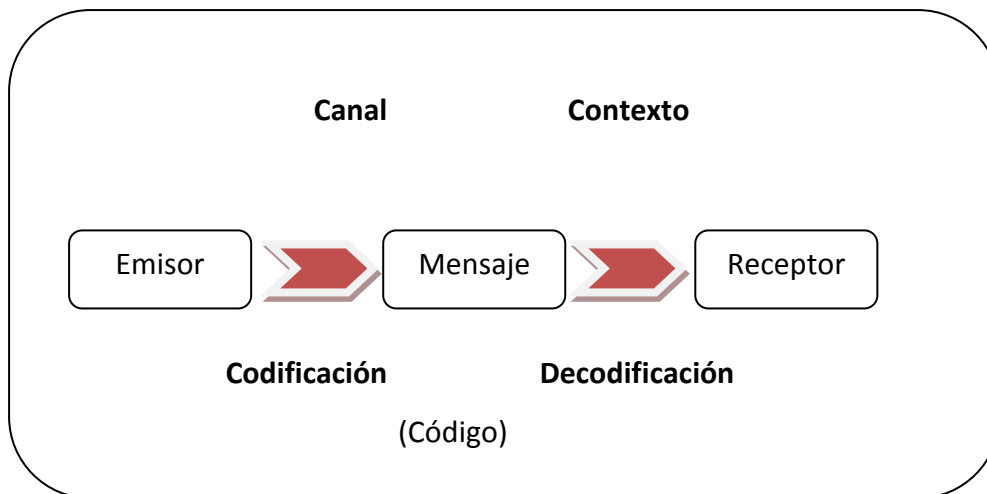 Canal Contexto
Emisor Mensaje Receptor
Codificación Decodificación
(Código)